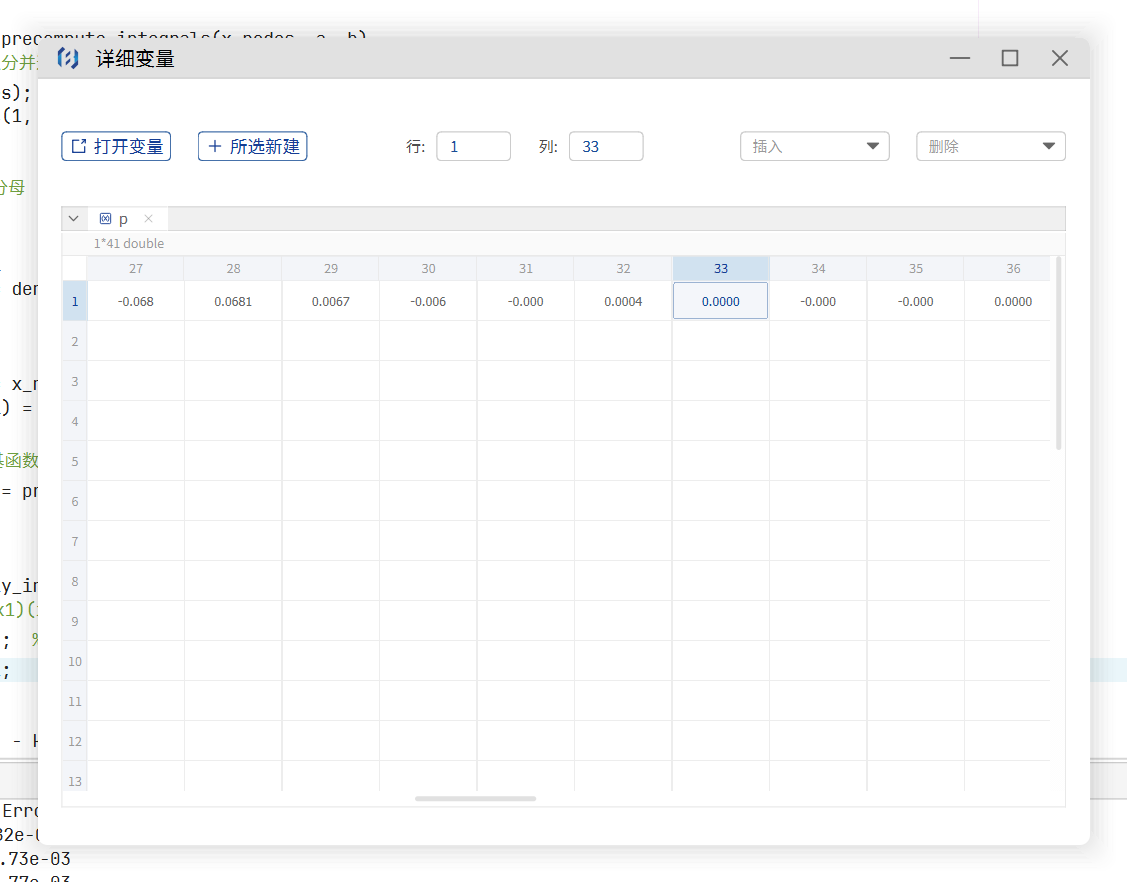 precompute_integrals(x_nodes, a, b)
分并
详细变量
s);
(1,
打开变量
所选新建
行: 1
列: 33
插入
删除
分母
p
1*41 double
27 28 29 30 31 32 33 34 35 36
1 -0.068 0.0681 0.0067 -0.006 -0.000 0.0004 0.0000 -0.000 -0.000 0.0000
2
3
4
5
6
7
8
9
10
11
12
13
der
) =
基函数
= pr
y_in
x1)(
; %
;
-
Erro
32e-0
.73e-03
.77e-03